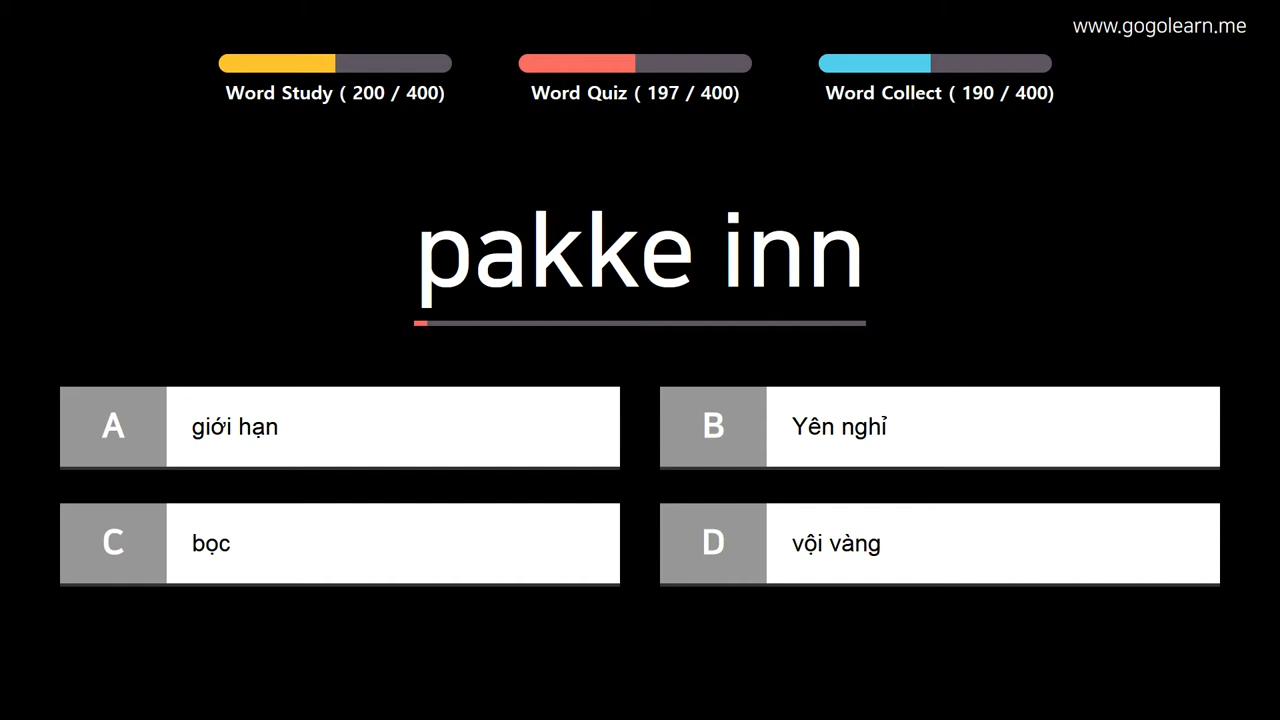 www.gogolearn.me
Word Study ( 200 / 400)
Word Quiz ( 197 / 400)
Word Collect ( 190 / 400)
pakke inn
A giới hạn
B Yên nghỉ
C bọc
D vội vàng